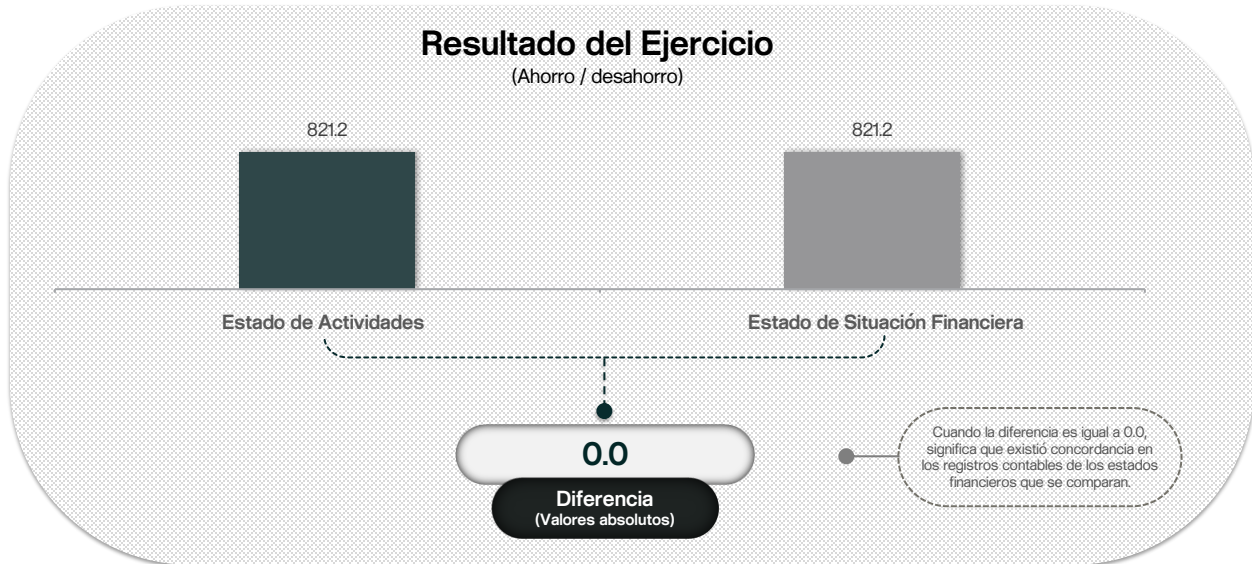 Resultado del Ejercicio
(Ahorro / desahorro)
821.2
821.2
Estado de Actividades
Estado de Situación Financiera
0.0
Diferencia
(Valores absolutos)
Cuando la diferencia es igual a 0.0,
significa que existió concordancia en
los registros contables de los estados
financieros que se comparan.